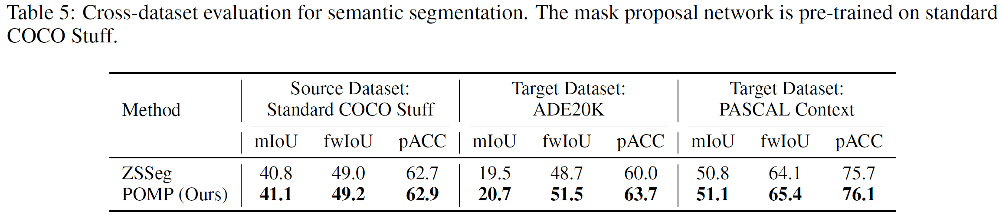 Table 5: Cross-dataset evaluation for semantic segmentation. The mask proposal network is pre-trained on standard
COCO Stuff.
Method
Source Dataset:
Standard COCO Stuff
Target Dataset:
ADE20K
Target Dataset:
PASCAL Context
mIoU fwIoU pACC mIoU fwIoU pACC mIoU fwIoU pACC
ZSSeg 40.8 49.0 62.7 19.5 48.7 60.0 50.8 64.1 75.7
POMP (Ours) 41.1 49.2 62.9 20.7 51.5 63.7 51.1 65.4 76.1